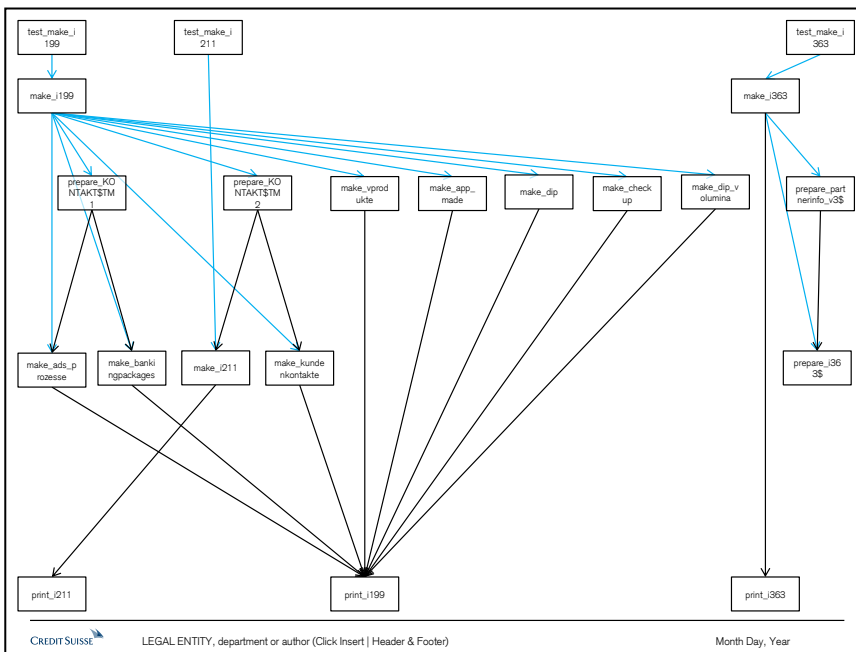 test_make_i
199
test_make_i
211
test_make_i
363
make_i199
make_i363
prepare_KO
NTAKT$TM
1
prepare_KO
NTAKT$TM
2
make_vprod
ukte
make_app_
made
make_dip
make_check
up
make_dip_v
olumina
prepare_part
nerinfo_v3$
make_ads_p
rozesse
make_banki
ngpackages
make_i211
make_kunde
nkontakte
prepare_i36
3$
print_i211
print_i199
print_i363
CREDIT SUISSE
LEGAL ENTITY, department or author (Click Insert | Header & Footer)
Month Day, Year